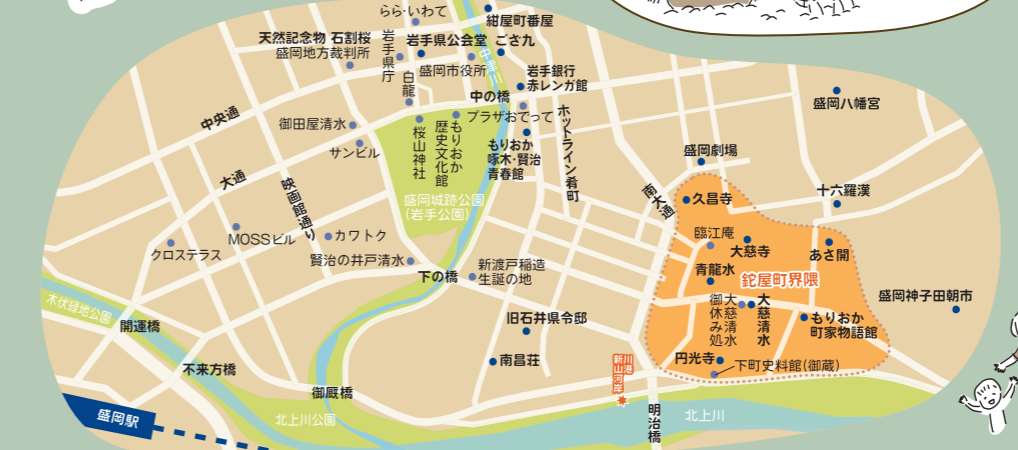 らら・いわて
紺屋町番屋
天然記念物 石割桜
盛岡地方裁判所
岩手県庁
岩手県公会堂
ござ九
中津川
盛岡市役所
白龍
岩手銀行
赤レンガ館
中の橋
プラザおでって
ホットライン肴町
盛岡八幡宮
中央通
御田屋清水
サンビル
桜山神社
もりおか
歴史文化館
もりおか
啄木・賢治
青春館
盛岡劇場
大通
映画館通り
盛岡城跡公園
(岩手公園)
南大通
久昌寺
十六羅漢
MOSSビル
カワトク
クロステラス
賢治の井戸清水
臨江庵
大慈寺
あさ開
下の橋
新渡戸稲造
生誕の地
青龍水
鉈屋町界隈
木伏緑地公園
開運橋
旧石井県令邸
大慈清水
御休み処
大慈清水
もりおか
町家物語館
盛岡神子田朝市
不来方橋
南昌荘
円光寺
下町史料館(御蔵)
川港
新山河岸
御厩橋
盛岡駅
北上川公園
明治橋
北上川